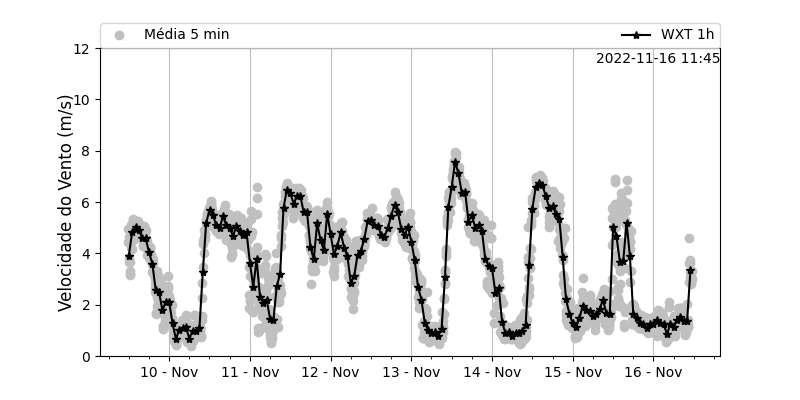 Média 5 min
WXT 1h
2022-11-16 11:45
Velocidade do Vento (m/s)
12
10
8
6
4
2
0
10 - Nov
11 - Nov
12 - Nov
13 - Nov
14 - Nov
15 - Nov
16 - Nov